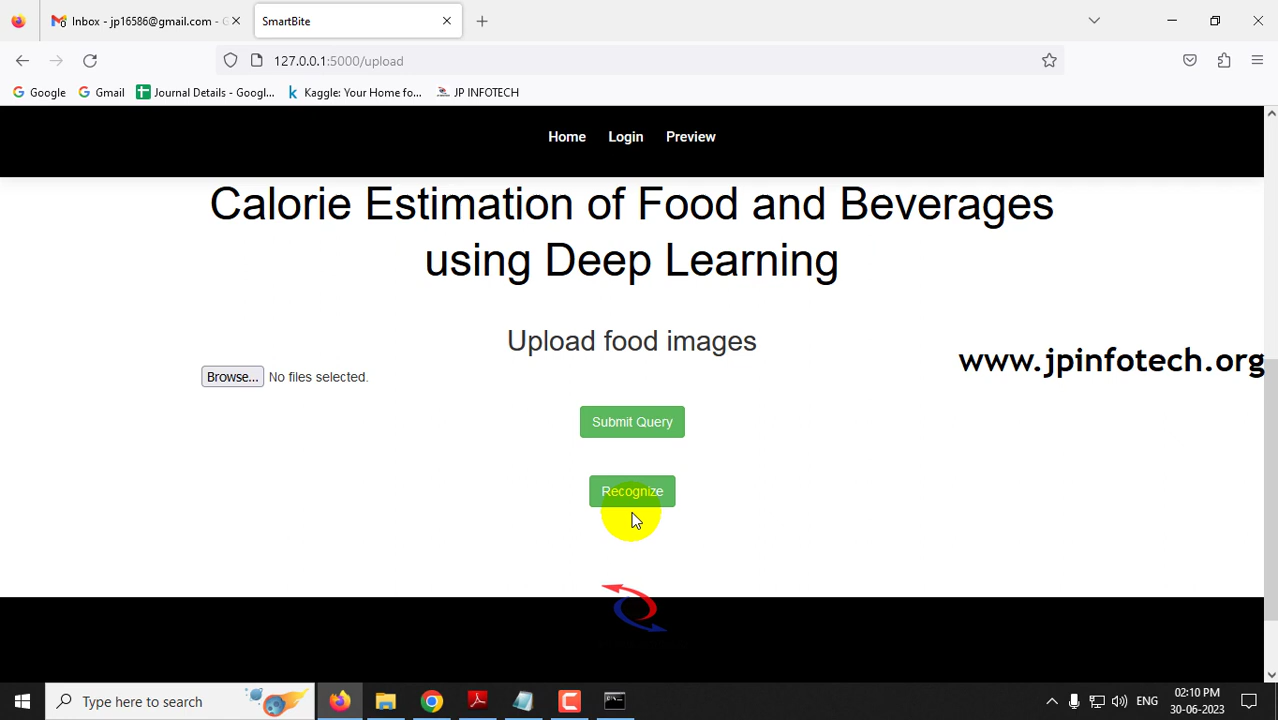 Inbox - jp16586@gmail.com - G
SmartBite
127.0.0.1:5000/upload
Google
Gmail
Journal Details - Googl...
Kaggle: Your Home fo...
JP INFOTECH
Home
Login
Preview
Calorie Estimation of Food and Beverages
using Deep Learning
Upload food images
www.jpinfotech.org
Browse...
No files selected.
Submit Query
Recognize
Type here to search
ENG
02:10 PM
30-06-2023